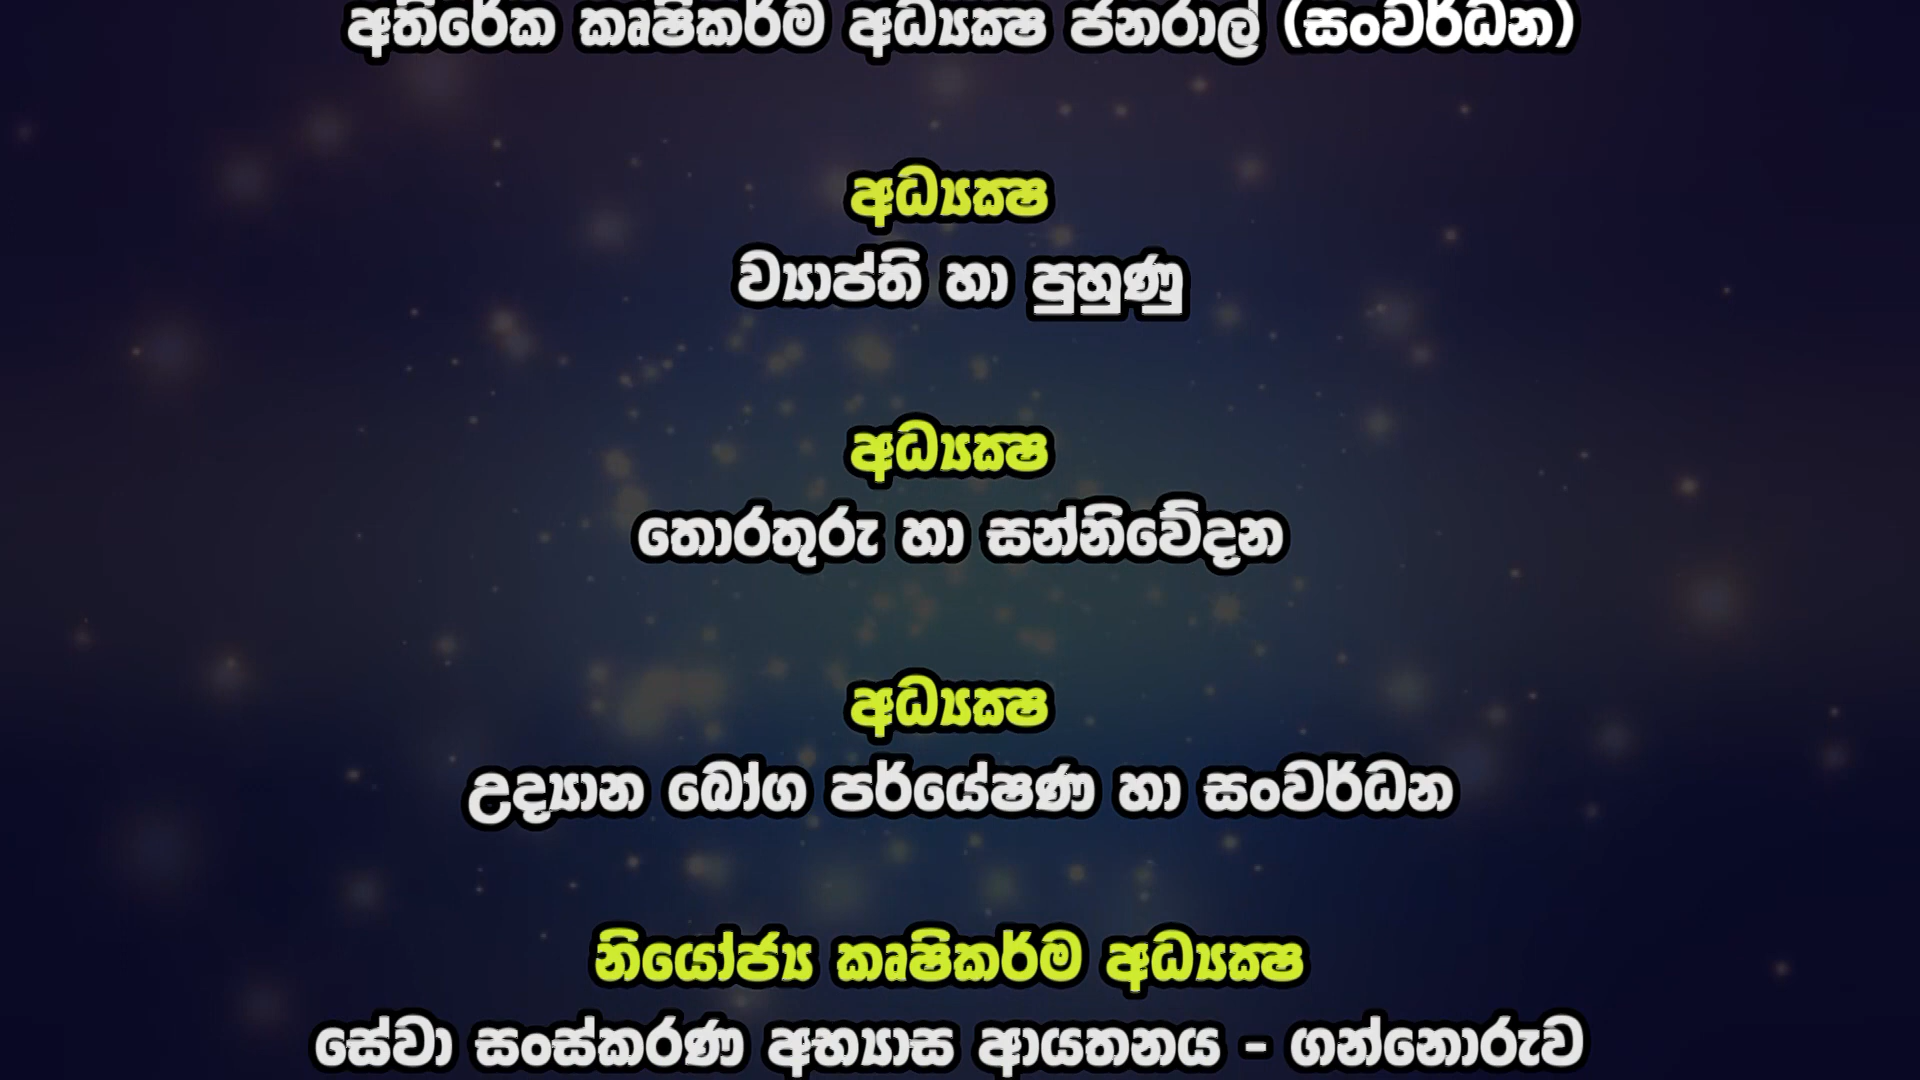 අතිරේක කෘෂිකර්ම අධ්‍යක්ෂ ජනරාල් (සංවර්ධන)
අධ්‍යක්ෂ
ව්‍යාප්ති හා පුහුණු
අධ්‍යක්ෂ
තොරතුරු හා සන්නිවේදන
අධ්‍යක්ෂ
උද්‍යාන බෝග පර්යේෂණ හා සංවර්ධන
නියෝජ්‍ය කෘෂිකර්ම අධ්‍යක්ෂ
සේවා සංස්කරණ අභ්‍යාස ආයතනය - ගන්නොරුව